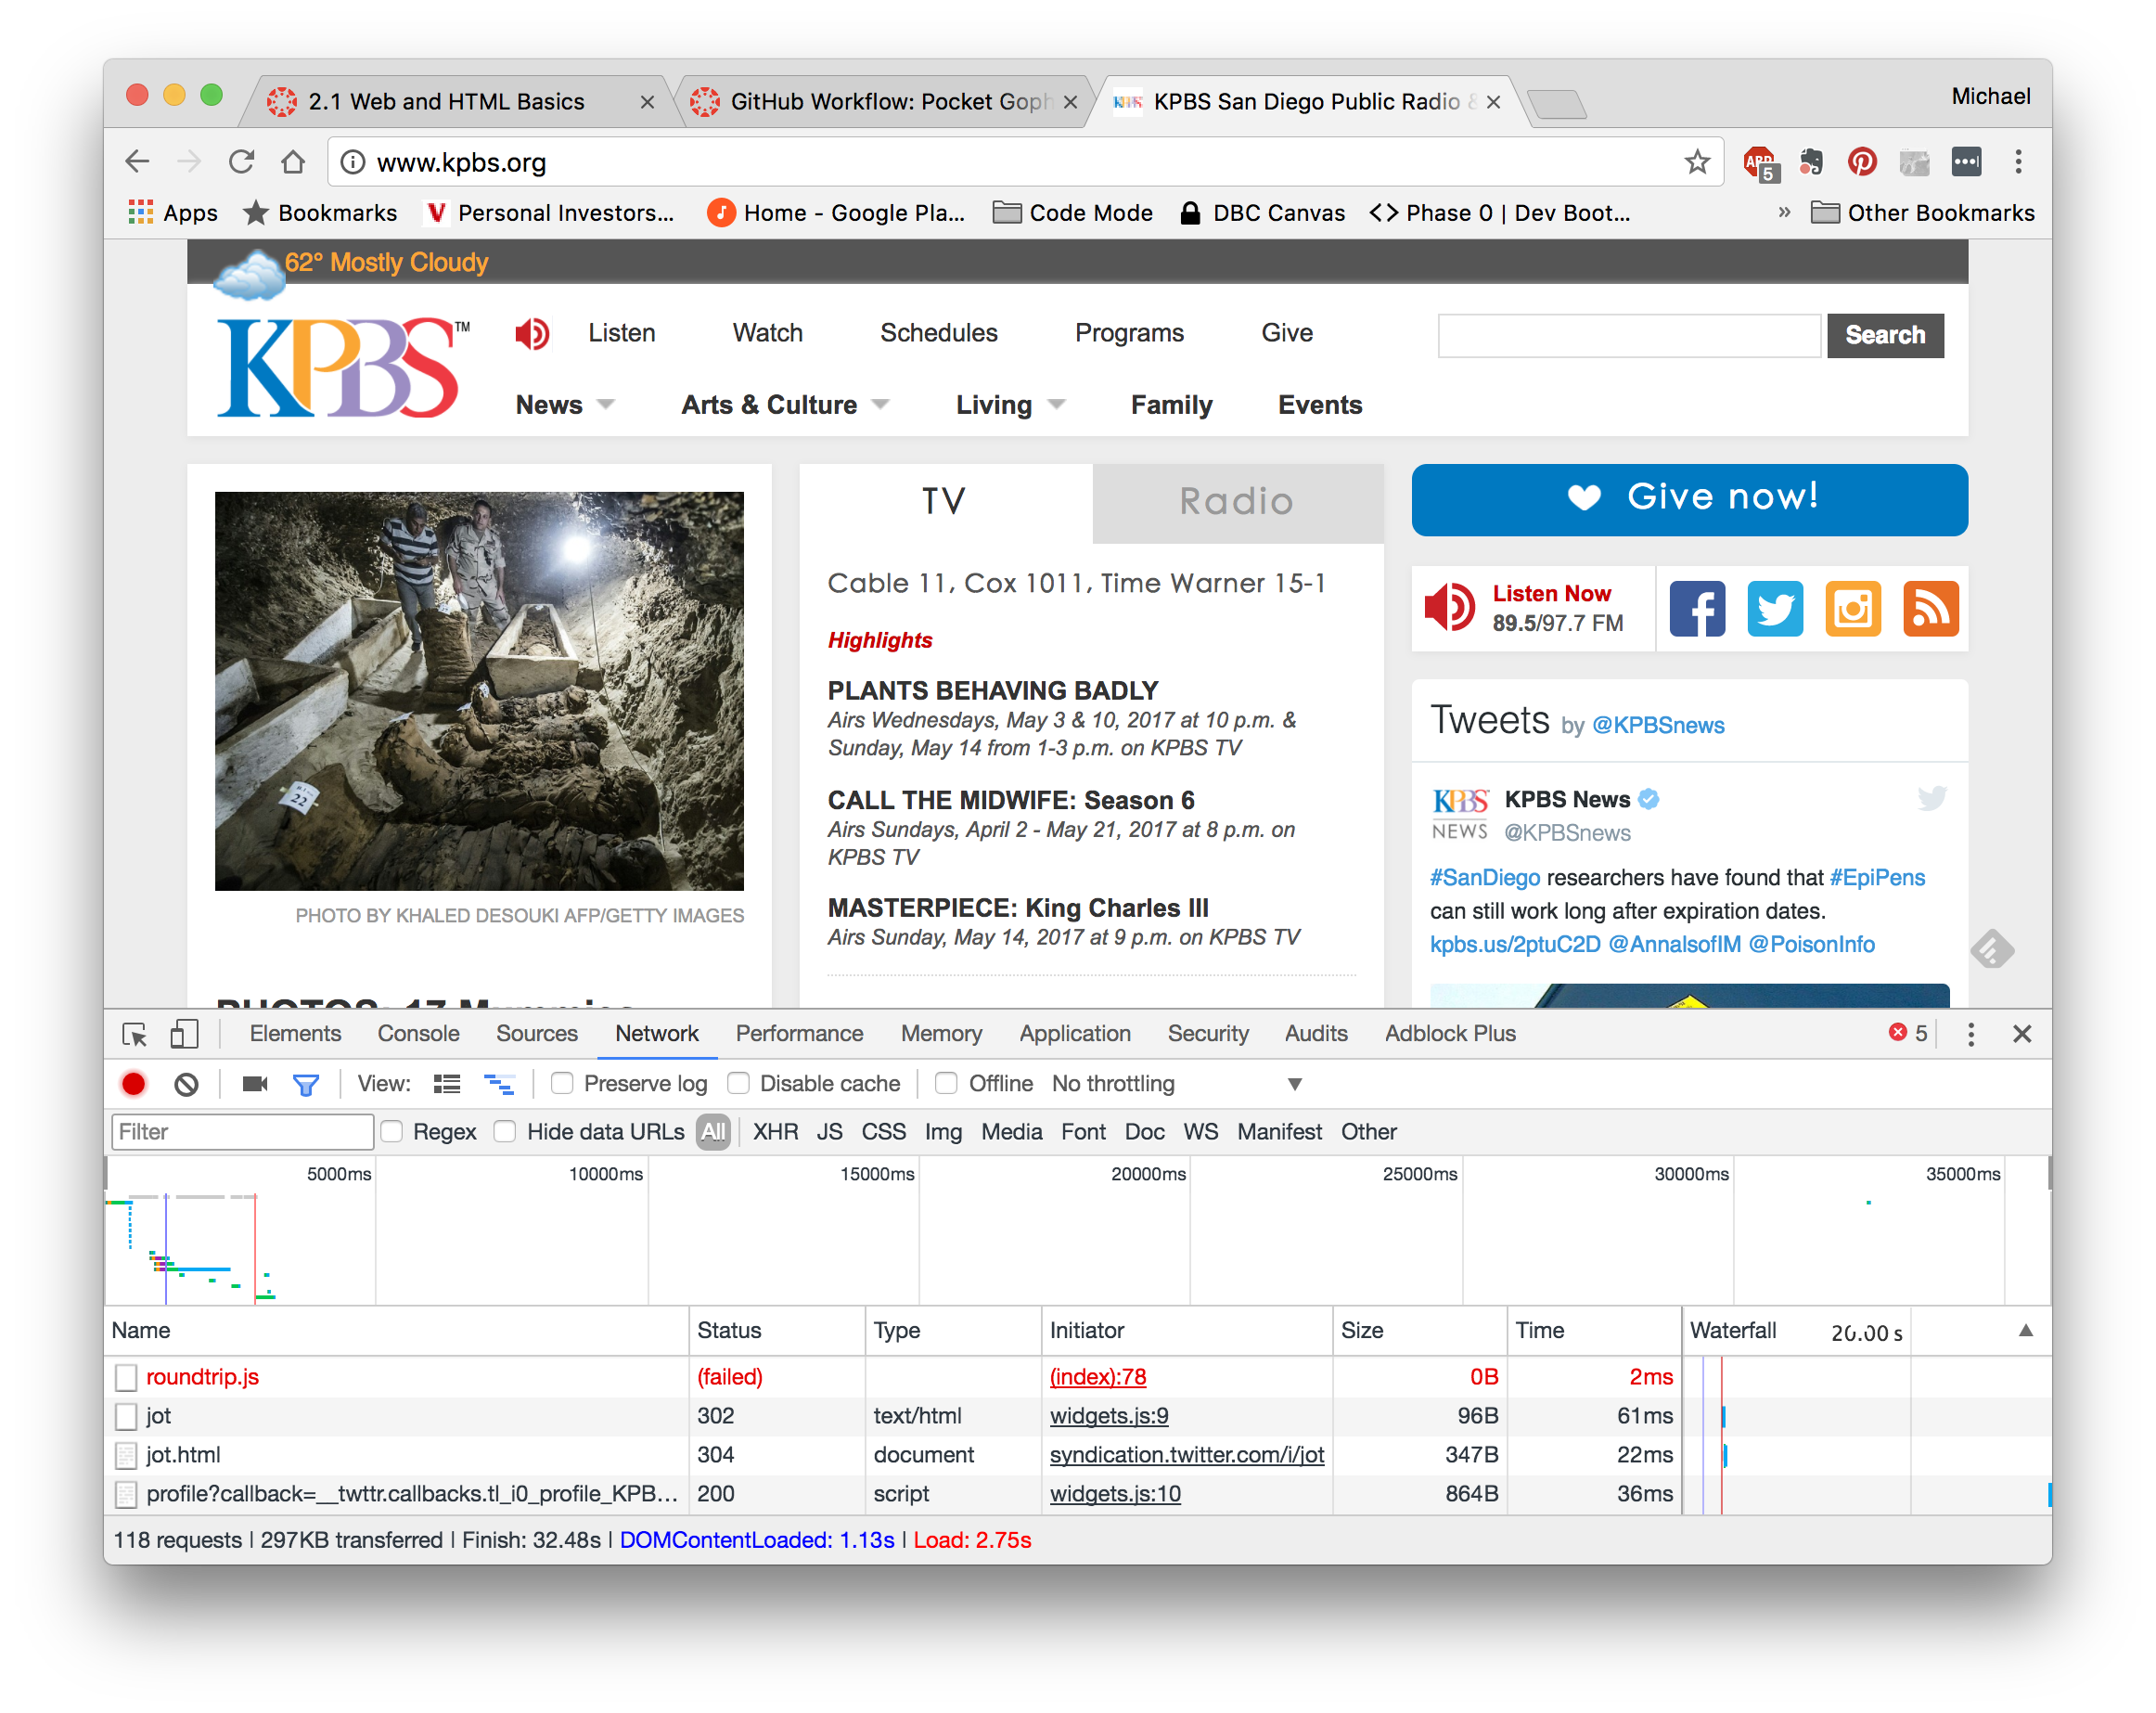 2.1 Web and HTML Basics
GitHub Workflow: Pocket Goph
KPBS San Diego Public Radio &
Michael
www.kpbs.org
ABP
5
Apps
Bookmarks
Personal Investors...
Home - Google Pla...
Code Mode
DBC Canvas
<> Phase 0 | Dev Boot...
»
Other Bookmarks
62° Mostly Cloudy
KPBS™
Listen
Watch
Schedules
Programs
Give
Search
News
Arts & Culture
Living
Family
Events
22
PHOTO BY KHALED DESOUKI AFP/GETTY IMAGES
PHOTOS: 17 Mummies
TV
Radio
Cable 11, Cox 1011, Time Warner 15-1
Highlights
PLANTS BEHAVING BADLY
Airs Wednesdays, May 3 & 10, 2017 at 10 p.m. &
Sunday, May 14 from 1-3 p.m. on KPBS TV
CALL THE MIDWIFE: Season 6
Airs Sundays, April 2 - May 21, 2017 at 8 p.m. on
KPBS TV
MASTERPIECE: King Charles III
Airs Sunday, May 14, 2017 at 9 p.m. on KPBS TV
Give now!
Listen Now
89.5/97.7 FM
Tweets by @KPBSnews
KPBS
NEWS
KPBS News
@KPBSnews
#SanDiego researchers have found that #EpiPens
can still work long after expiration dates.
kpbs.us/2ptuC2D @AnnalsofIM @PoisonInfo
Elements
Console
Sources
Network
Performance
Memory
Application
Security
Audits
Adblock Plus
5
View:
Preserve log
Disable cache
Offline
No throttling
Filter
Regex
Hide data URLs
All
XHR
JS
CSS
Img
Media
Font
Doc
WS
Manifest
Other
5000ms
10000ms
15000ms
20000ms
25000ms
30000ms
35000ms
Name
Status
Type
Initiator
Size
Time
Waterfall
20.00 s
roundtrip.js (failed) (index):78 0B 2ms
jot 302 text/html widgets.js:9 96B 61ms
jot.html 304 document syndication.twitter.com/i/jot 347B 22ms
profile?callback=__twttr.callbacks.tl_i0_profile_KPB... 200 script widgets.js:10 864B 36ms
118 requests | 297KB transferred | Finish: 32.48s | DOMContentLoaded: 1.13s | Load: 2.75s